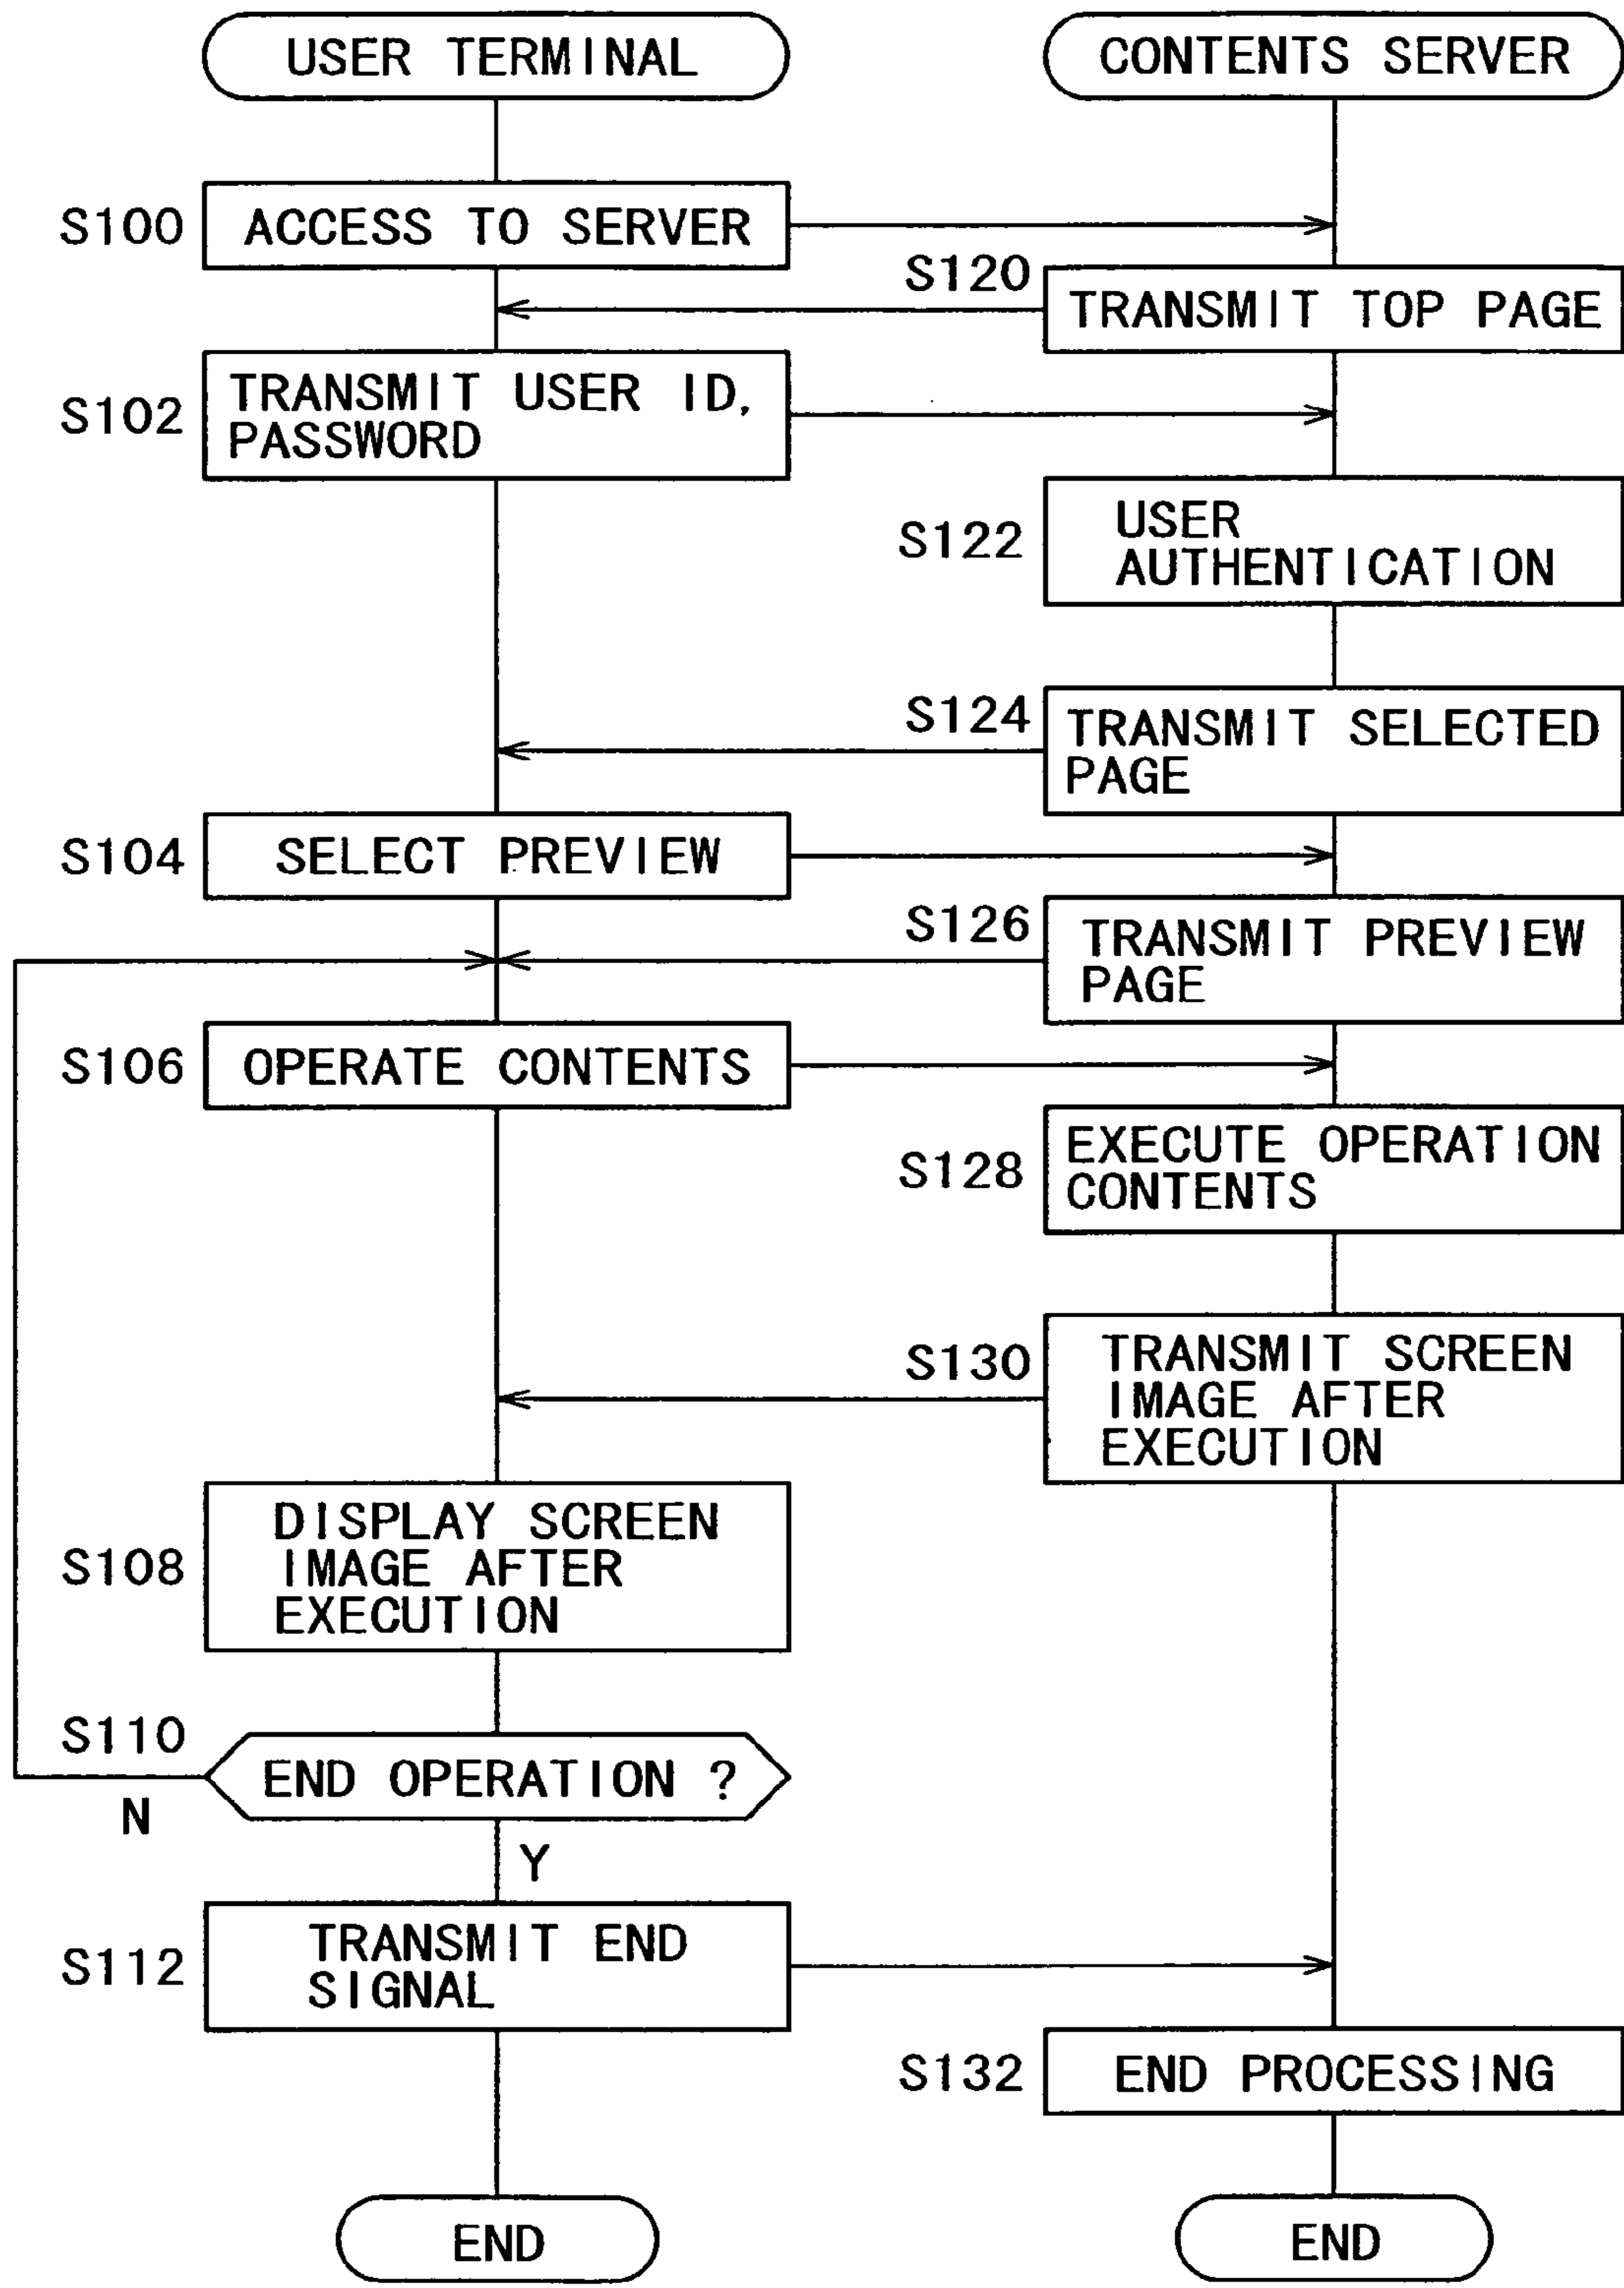 USER TERMINAL
CONTENTS SERVER
S100
ACCESS TO SERVER
S120
TRANSMIT TOP PAGE
S102
TRANSMIT USER ID,
PASSWORD
S122
USER
AUTHENTICATION
S124
TRANSMIT SELECTED
PAGE
S104
SELECT PREVIEW
S126
TRANSMIT PREVIEW
PAGE
S106
OPERATE CONTENTS
S128
EXECUTE OPERATION
CONTENTS
S130
TRANSMIT SCREEN
IMAGE AFTER
EXECUTION
S108
DISPLAY SCREEN
IMAGE AFTER
EXECUTION
S110
END OPERATION ?
N
Y
S112
TRANSMIT END
SIGNAL
S132
END PROCESSING
END
END